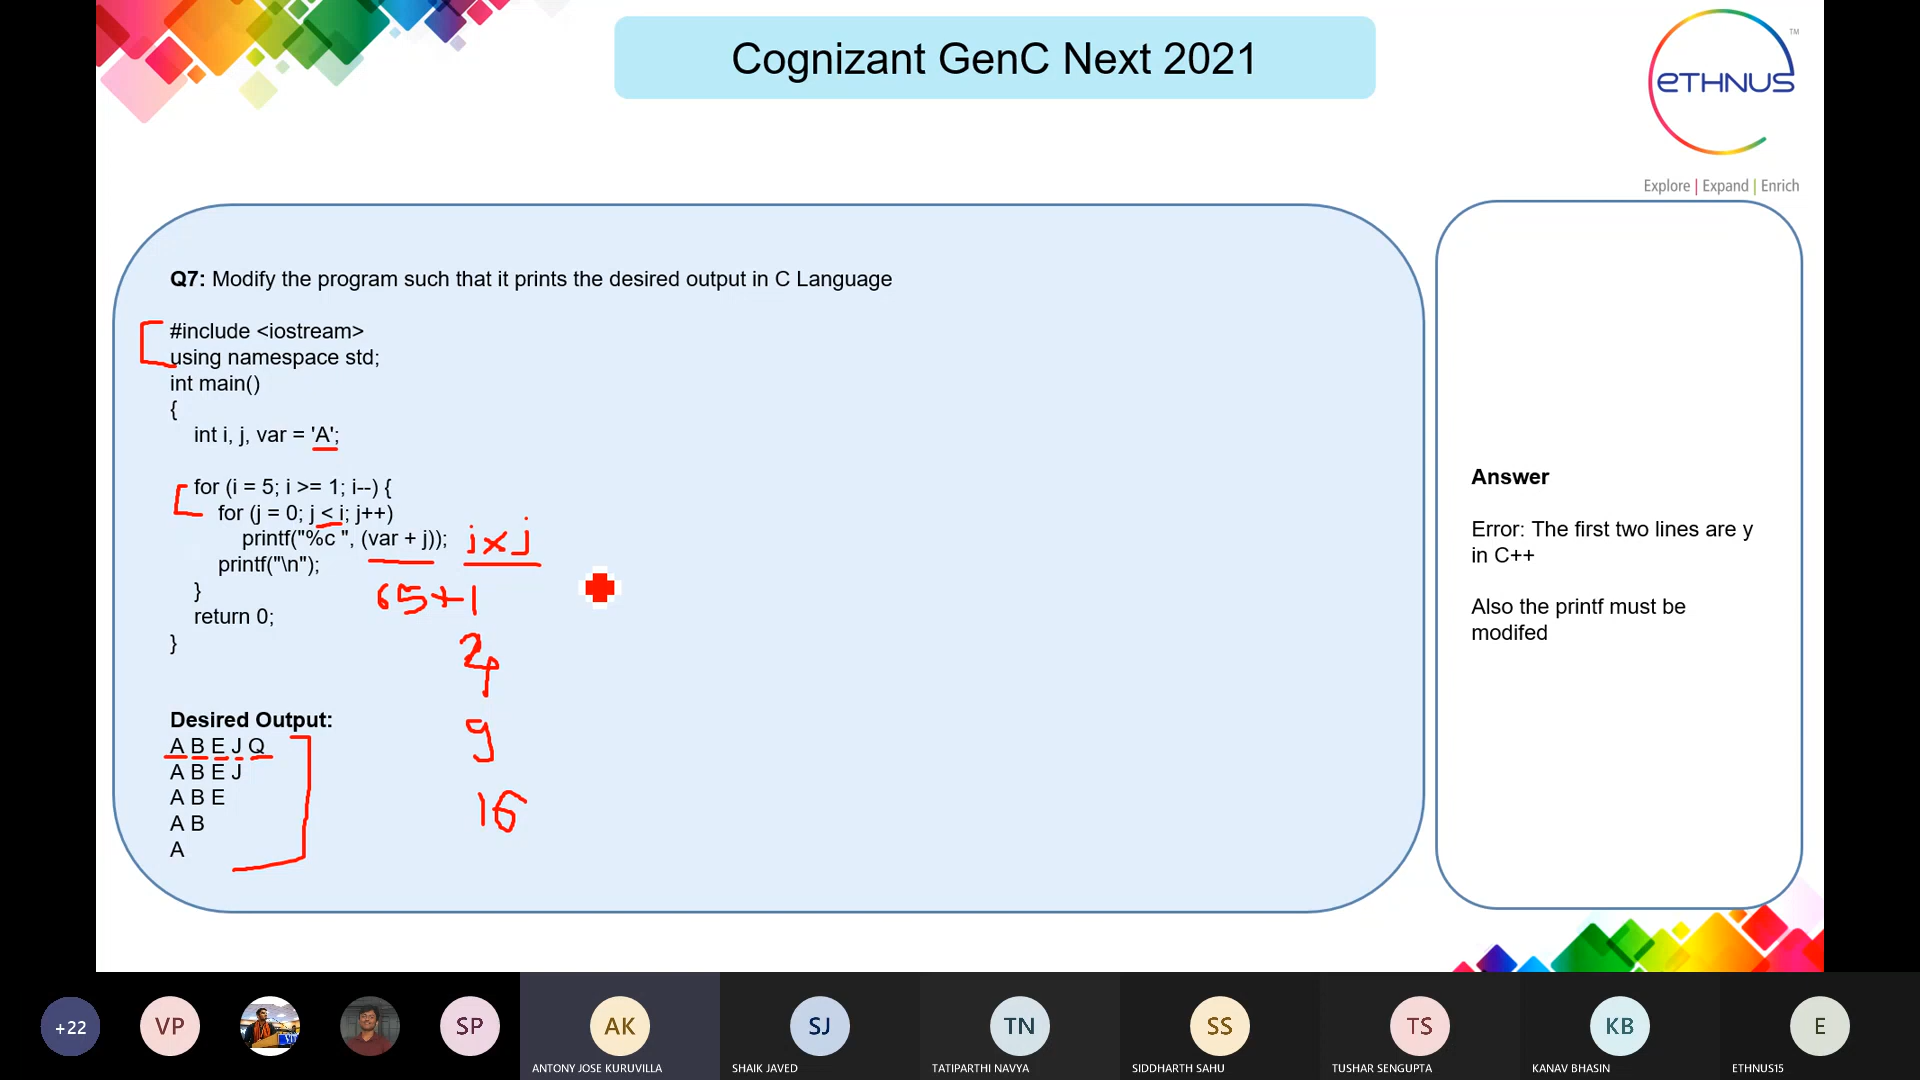 Cognizant GenC Next 2021
eTHNUS
TM
Explore | Expand | Enrich
Q7: Modify the program such that it prints the desired output in C Language
#include <iostream>
using namespace std;
int main()
{
int i, j, var = 'A';
for (i = 5; i >= 1; i--) {
for (j = 0; j < i; j++)
printf("%c ", (var + j)); j x j
printf("\n");
}
return 0;
}
65+1
4
9
16
Desired Output:
A B E J Q
A B E J
A B E
A B
A
Answer
Error: The first two lines are y
in C++
Also the printf must be
modifed
+22
VP
SP
AK
SJ
TN
SS
TS
KB
E
ANTONY JOSE KURUVILLA
SHAIK JAVED
TATIPARTHI NAVYA
SIDDHARTH SAHU
TUSHAR SENGUPTA
KANAV BHASIN
ETHNUS15